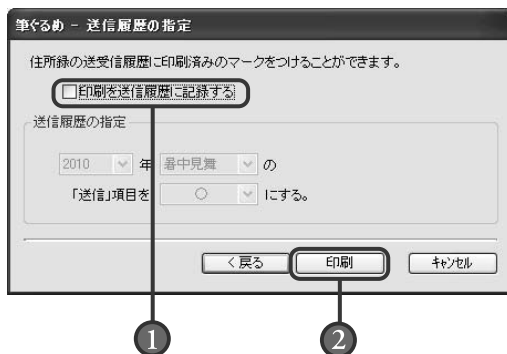 筆ぐるめ - 送信履歴の指定
住所録の送受信履歴に印刷済みのマークをつけることができます。
印刷を送信履歴に記録する
送信履歴の指定
2010 年 暑中見舞 の
「送信」項目を ○ にする。
<戻る 印刷 キャンセル
1 2